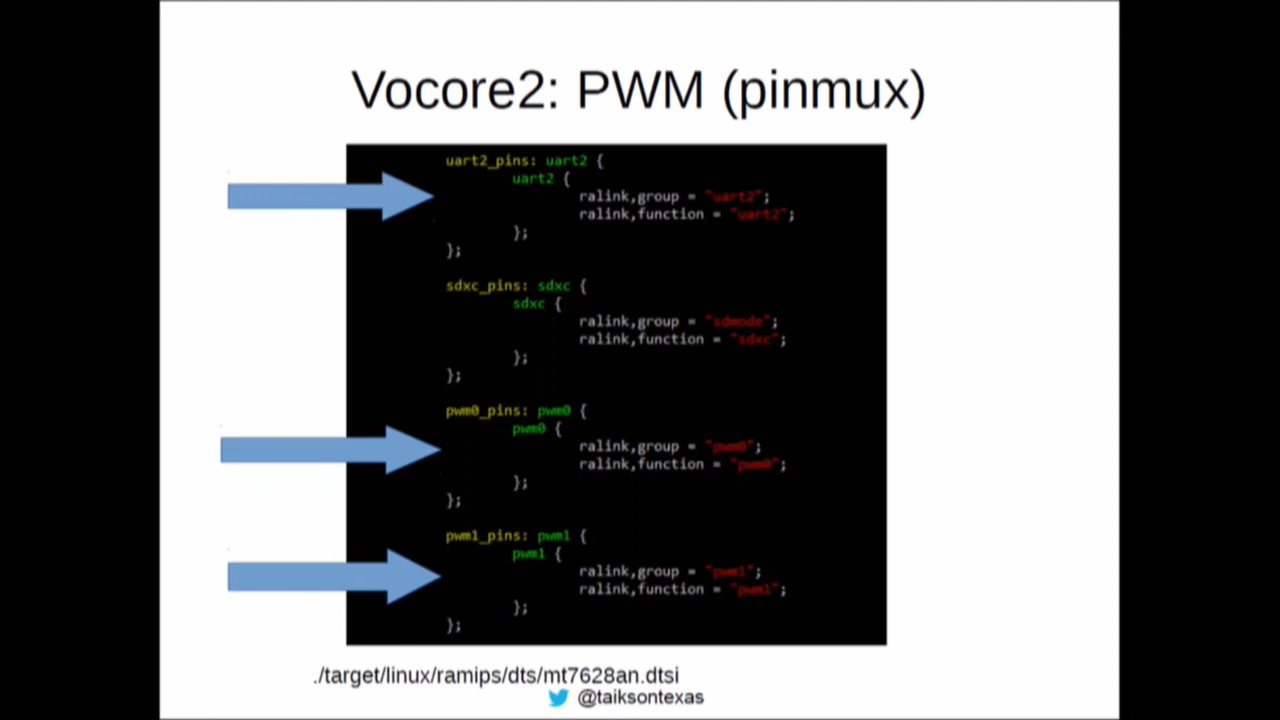 Vocore2: PWM (pinmux)
uart2_pins: uart2 {
uart2 {
ralink,group = "uart2";
ralink,function = "uart2";
};
};
sdxc_pins: sdxc {
sdxc {
ralink,group = "sdmode";
ralink,function = "sdxc";
};
};
pwm0_pins: pwm0 {
pwm0 {
ralink,group = "pwm0";
ralink,function = "pwm0";
};
};
pwm1_pins: pwm1 {
pwm1 {
ralink,group = "pwm1";
ralink,function = "pwm1";
};
};
./target/linux/ramips/dts/mt7628an.dtsi
@taiksontexas